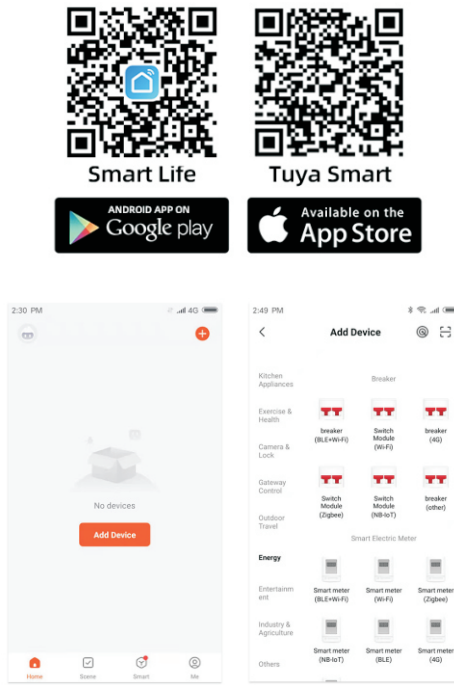 Smart Life
Tuya Smart
ANDROID APP ON
Google play
Available on the
App Store
2:30 PM
4G
No devices
Add Device
Home
Scene
Smart
Me
2:49 PM
Add Device
Kitchen
Appliances
Exercise &
Health
Camera &
Lock
Gateway
Control
Outdoor
Travel
Energy
Entertainm
ent
Industry &
Agriculture
Others
Breaker
breaker
(BLE+Wi-Fi)
Switch
Module
(Wi-Fi)
breaker
(4G)
Switch
Module
(Zigbee)
Switch
Module
(NB-IoT)
breaker
(other)
Smart Electric Meter
Smart meter
(BLE+Wi-Fi)
Smart meter
(Wi-Fi)
Smart meter
(Zigbee)
Smart meter
(NB-IoT)
Smart meter
(BLE)
Smart meter
(4G)